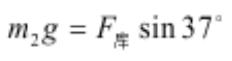 m₂g = F库 sin 37°